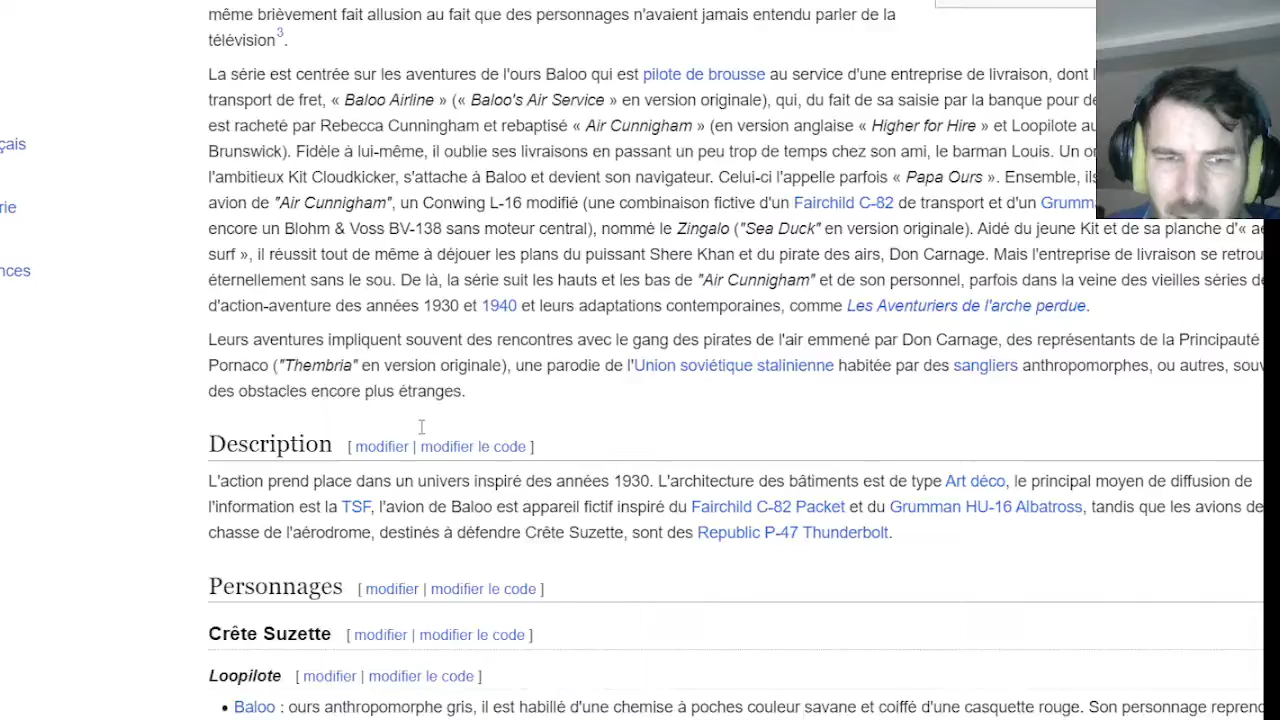 même brièvement fait allusion au fait que des personnages n'avaient jamais entendu parler de la
télévision3.
La série est centrée sur les aventures de l'ours Baloo qui est pilote de brousse au service d'une entreprise de livraison, dont
transport de fret, « Baloo Airline » (« Baloo's Air Service » en version originale), qui, du fait de sa saisie par la banque pour
est racheté par Rebecca Cunningham et rebaptisé « Air Cunnigham » (en version anglaise « Higher for Hire » et Loopilote au
çais
Brunswick). Fidèle à lui-même, il oublie ses livraisons en passant un peu trop de temps chez son ami, le barman Louis. Un
l'ambitieux Kit Cloudkicker, s'attache à Baloo et devient son navigateur. Celui-ci l'appelle parfois « Papa Ours ». Ensemble,
rie
avion de "Air Cunnigham", un Conwing L-16 modifié (une combinaison fictive d'un Fairchild C-82 de transport et d'un
encore un Blohm & Voss BV-138 sans moteur central), nommé le Zingalo ("Sea Duck" en version originale). Aidé du jeune Kit et de sa planche d'«
surf », il réussit tout de même à déjouer les plans du puissant Shere Khan et du pirate des airs, Don Carnage. Mais l'entreprise de livraison se
nces
éternellement sans le sou. De là, la série suit les hauts et les bas de "Air Cunnigham" et de son personnel, parfois dans la veine des vieilles séries
d'action-aventure des années 1930 et 1940 et leurs adaptations contemporaines, comme Les Aventuriers de l'arche perdue.
Leurs aventures impliquent souvent des rencontres avec le gang des pirates de l'air emmené par Don Carnage, des représentants de la Principauté
Pornaco ("Thembria" en version originale), une parodie de l'Union soviétique stalinienne habitée par des sangliers anthropomorphes, ou autres,
des obstacles encore plus étranges.
Description [ modifier | modifier le code ]
L'action prend place dans un univers inspiré des années 1930. L'architecture des bâtiments est de type Art déco, le principal moyen de diffusion de
l'information est la TSF, l'avion de Baloo est appareil fictif inspiré du Fairchild C-82 Packet et du Grumman HU-16 Albatross, tandis que les avions de
chasse de l'aérodrome, destinés à défendre Crête Suzette, sont des Republic P-47 Thunderbolt.
Personnages [ modifier | modifier le code ]
Crête Suzette [ modifier | modifier le code ]
Loopilote [ modifier | modifier le code ]
• Baloo : ours anthropomorphe gris, il est habillé d'une chemise à poches couleur savane et coiffé d'une casquette rouge. Son personnage